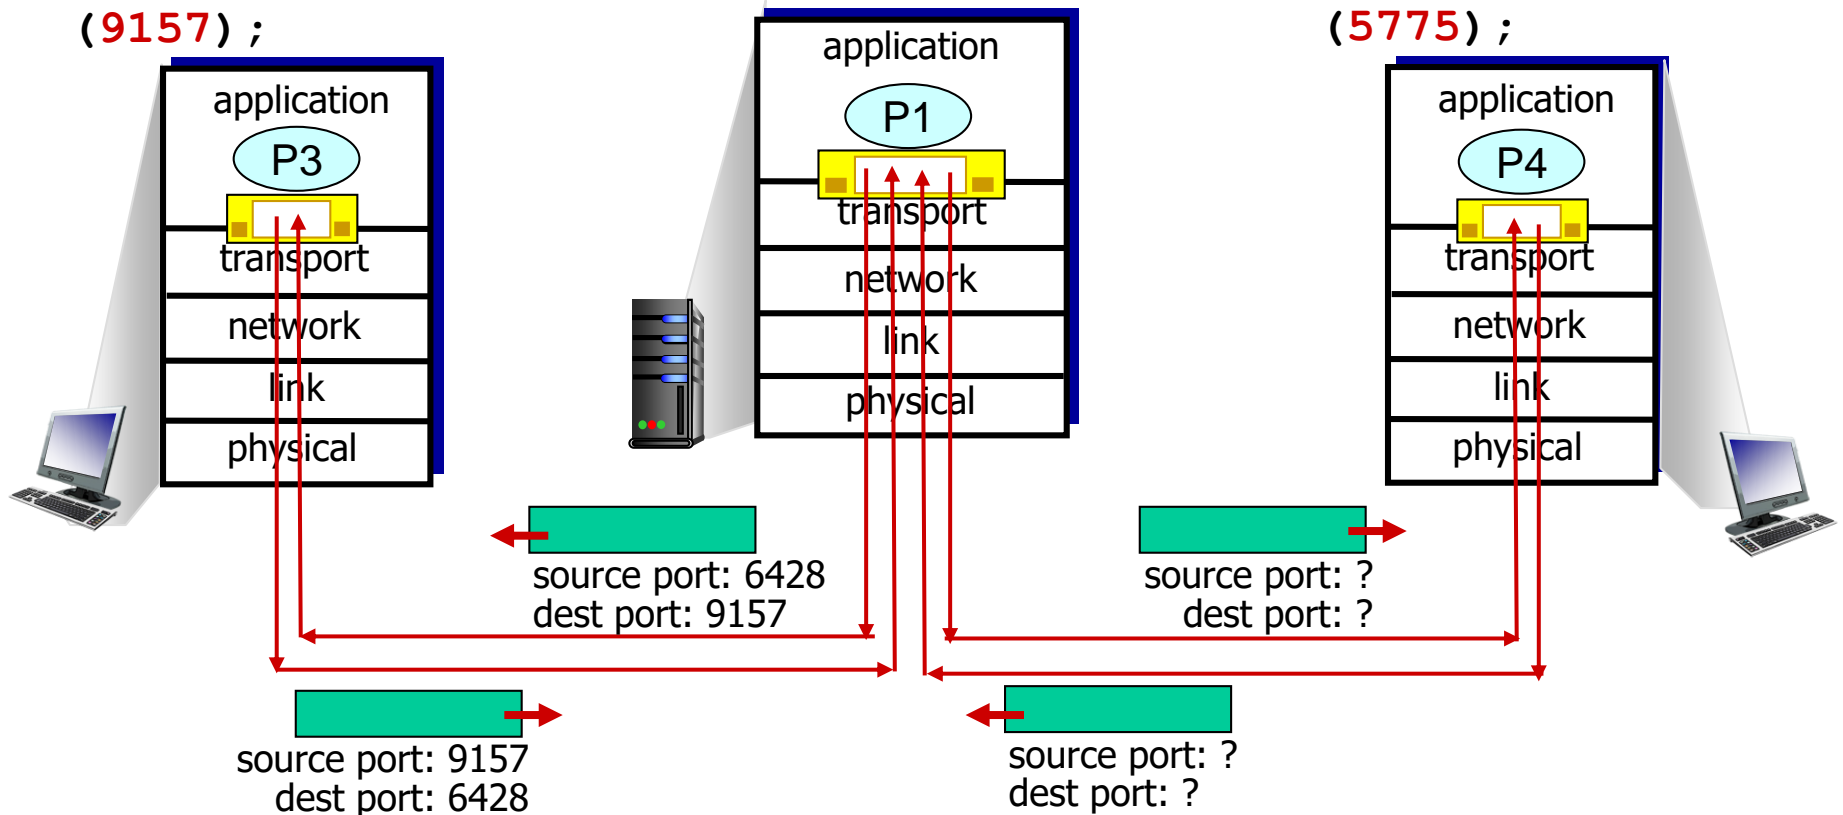 (9157);
application
P3
transport
network
link
physical
application
P1
transport
network
link
physical
(5775);
application
P4
transport
network
link
physical
source port: 6428
dest port: 9157
source port: ?
dest port: ?
source port: 9157
dest port: 6428
source port: ?
dest port: ?